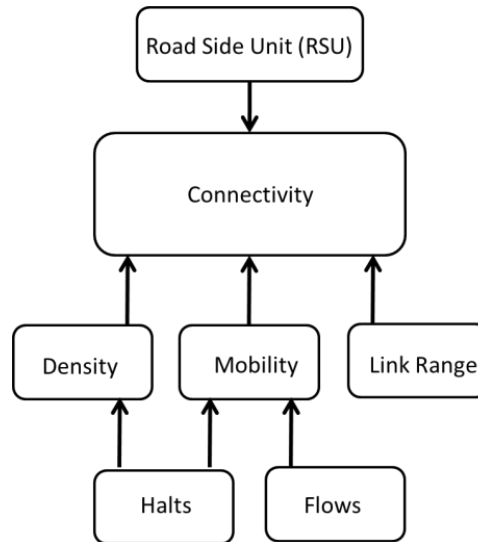 Road Side Unit (RSU)
Connectivity
Density
Mobility
Link Range
Halts
Flows